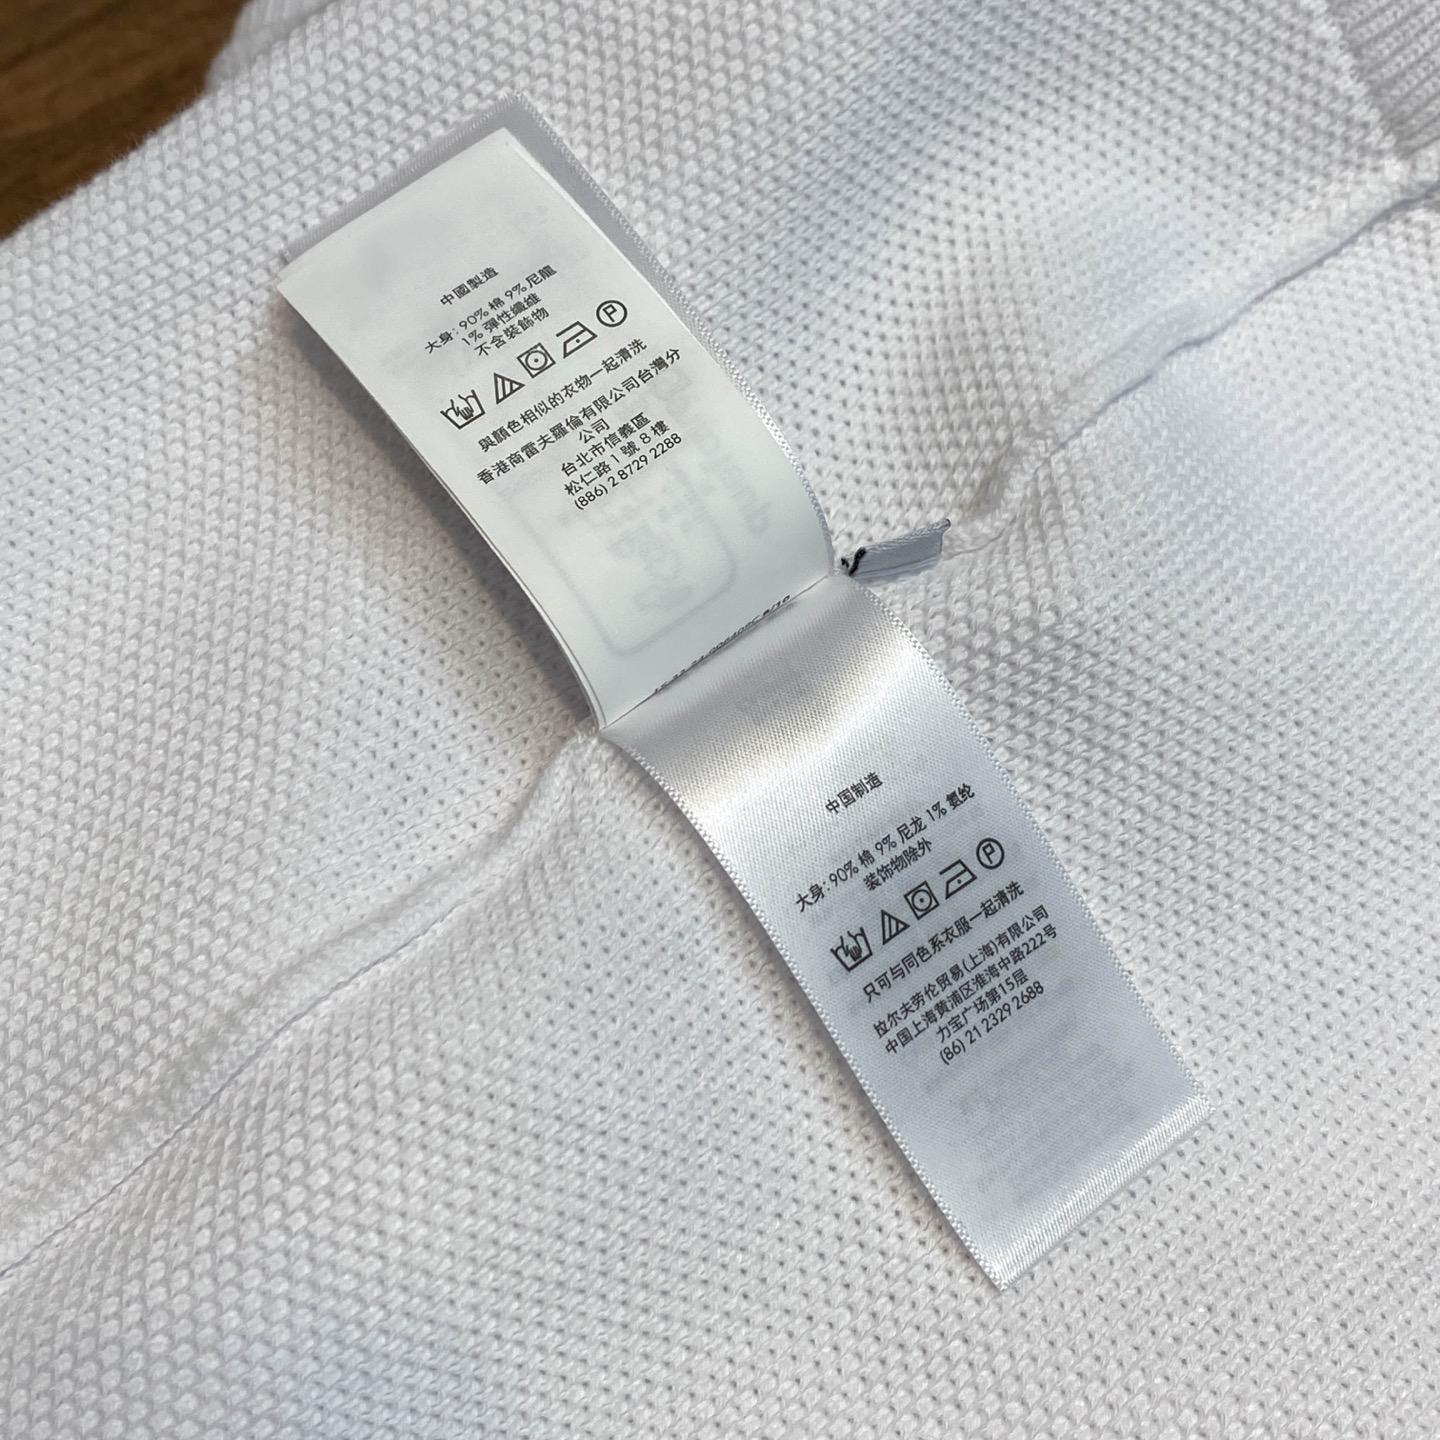 中國製造
大身：90% 棉 9% 尼龍
1% 彈性纖維
不含裝飾物
P
與顏色相似的衣物一起清洗
香港商雷夫羅倫有限公司台灣分
公司
台北市信義區
松仁路 1 號 8 樓
(886) 2 8729 2288
中国制造
大身：90% 棉 9% 尼龙 1% 氨纶
装饰物除外
P
只可与同色系衣服一起清洗
拉尔夫劳伦贸易(上海)有限公司
中国上海黄浦区淮海中路222号
力宝广场第15层
(86) 21 2329 2688